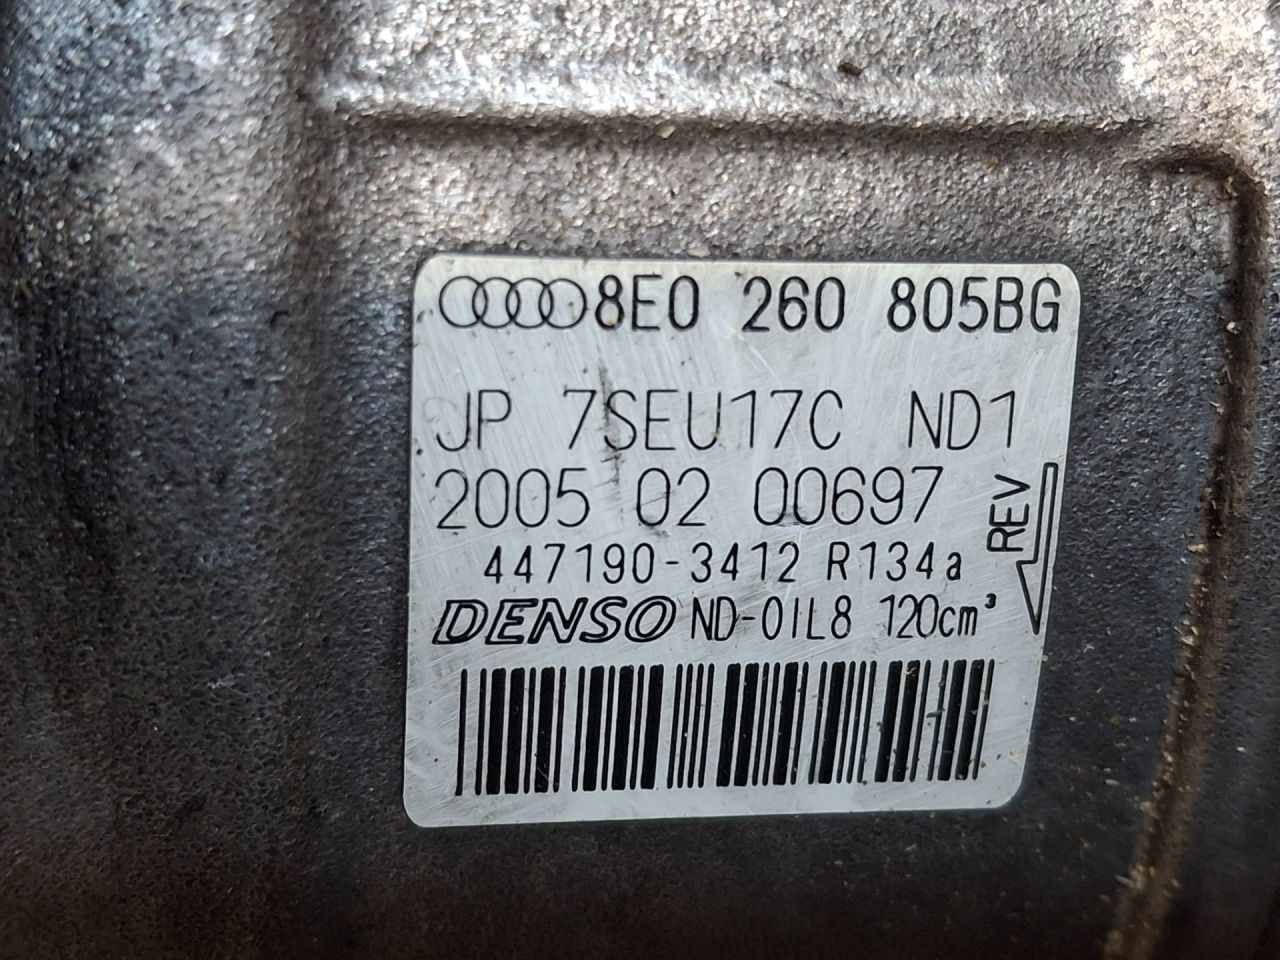 8E0 260 805BG
JP 7SEU17C ND1
2005 02 00697
447190-3412 R134a
DENSO ND-OIL8 120cm³
REV